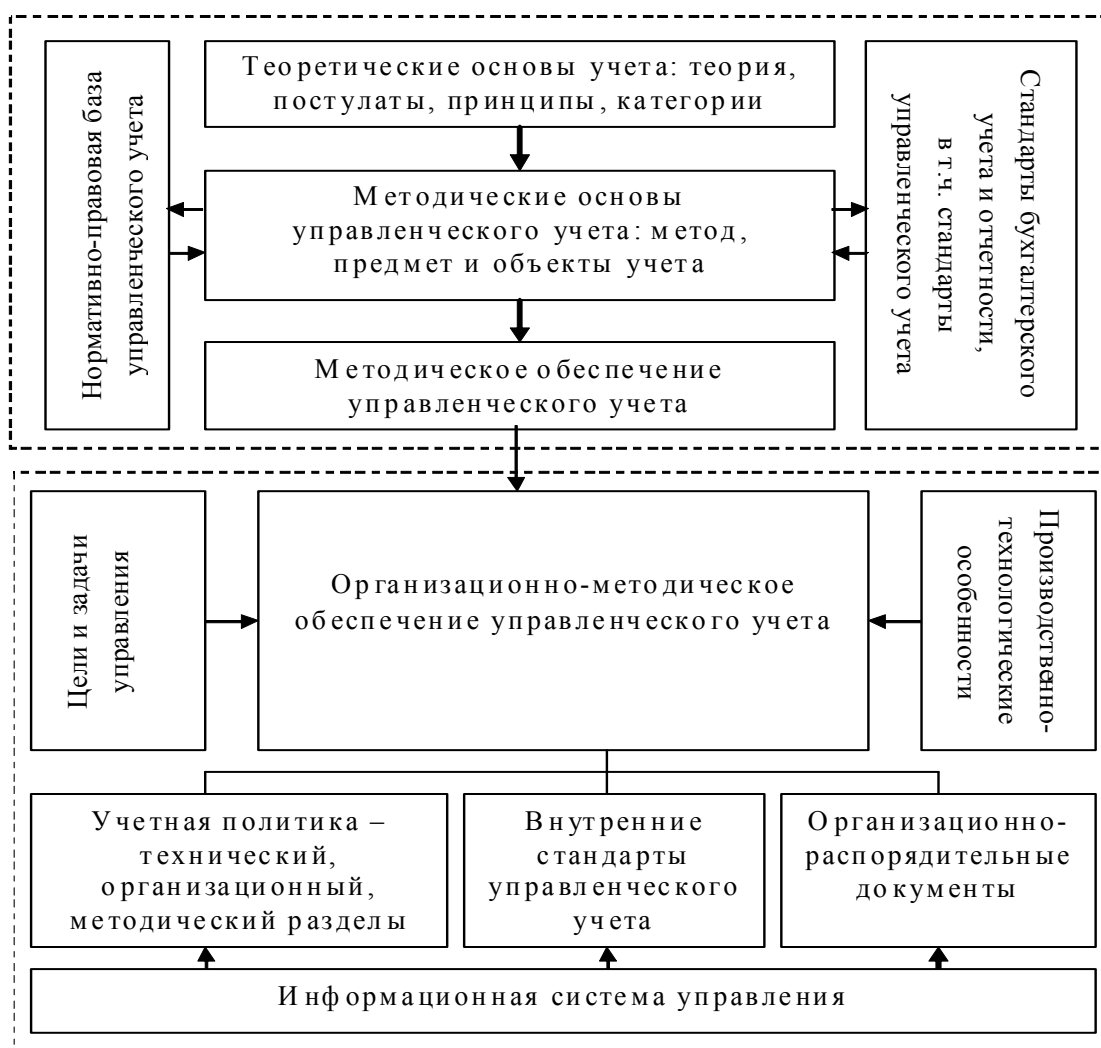 Теоретические основы учета: теория,
постулаты, принципы, категории
Нормативно-правовая база
управленческого учета
Методические основы
управленческого учета: метод,
предмет и объекты учета
Стандарты бухгалтерского
учета и отчетности,
в т.ч. стандарты
управленческого учета
Методическое обеспечение
управленческого учета
Цели и задачи
управления
Организационно-методическое
обеспечение управленческого учета
Производственно-
технологические
особенности
Учетная политика –
технический,
организационный,
методический разделы
Внутренние
стандарты
управленческого
учета
Организационно-
распорядительные
документы
Информационная система управления